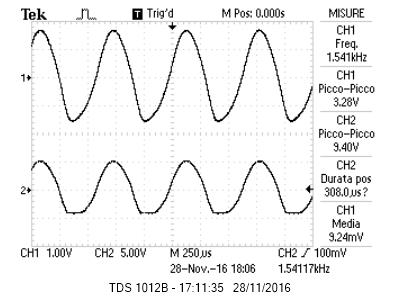 Tek T Trig'd M Pos: 0.000s MISURE
CH1
Freq.
1.541kHz
1
CH1
Picco-Picco
3.28V
CH2
Picco-Picco
9.40V
2
CH2
Durata pos
308.0µs?
CH1
Media
9.24mV
CH1 1.00V CH2 5.00V M 250µs CH2 100mV
28-Nov.-16 18:06 1.54117kHz
TDS 1012B - 17:11:35 28/11/2016